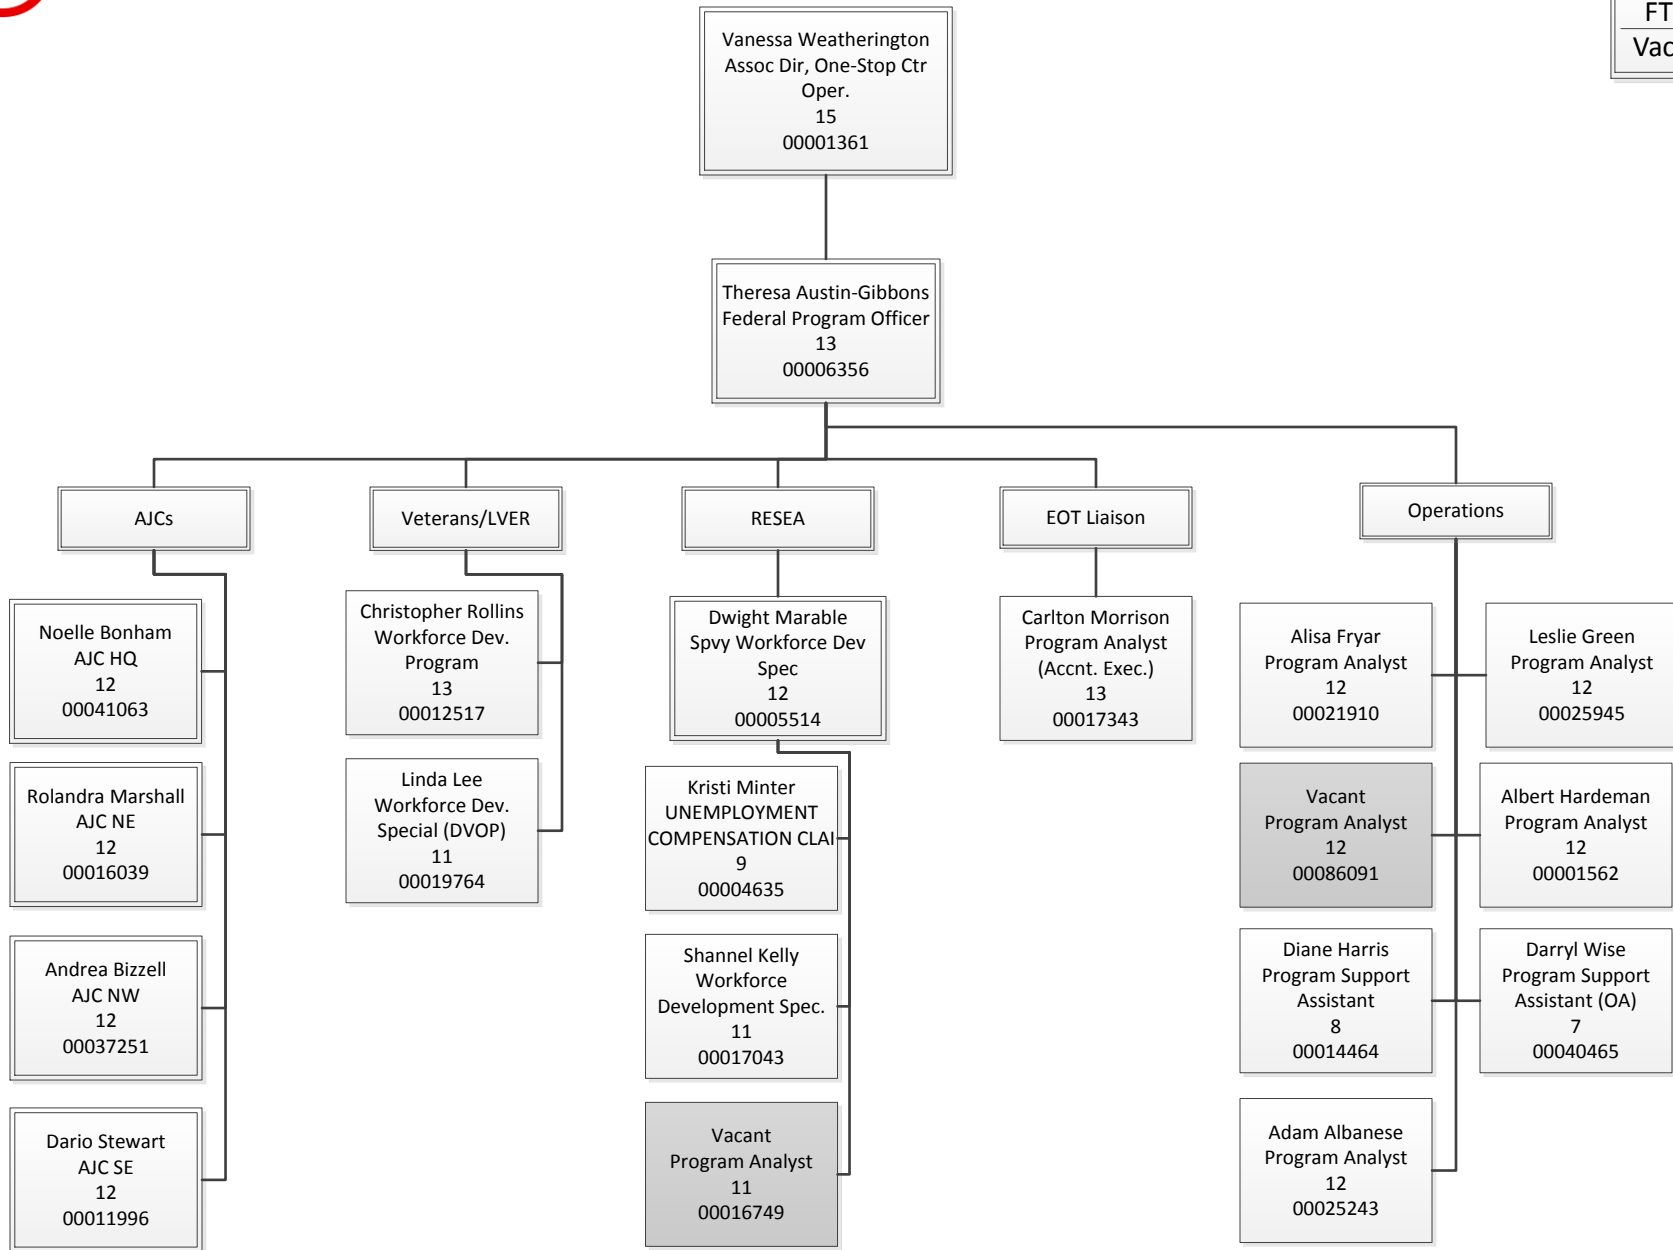 FT
Vac
Vanessa Weatherington
Assoc Dir, One-Stop Ctr
Oper.
15
00001361
Theresa Austin-Gibbons
Federal Program Officer
13
00006356
AJCs
Noelle Bonham
AJC HQ
12
00041063
Rolandra Marshall
AJC NE
12
00016039
Andrea Bizzell
AJC NW
12
00037251
Dario Stewart
AJC SE
12
00011996
Veterans/LVER
Christopher Rollins
Workforce Dev.
Program
13
00012517
Linda Lee
Workforce Dev.
Special (DVOP)
11
00019764
RESEA
Dwight Marable
Spvy Workforce Dev
Spec
12
00005514
Kristi Minter
UNEMPLOYMENT
COMPENSATION CLAI
9
00004635
Shannel Kelly
Workforce
Development Spec.
11
00017043
Vacant
Program Analyst
11
00016749
EOT Liaison
Carlton Morrison
Program Analyst
(Accnt. Exec.)
13
00017343
Operations
Alisa Fryar
Program Analyst
12
00021910
Leslie Green
Program Analyst
12
00025945
Vacant
Program Analyst
12
00086091
Albert Hardeman
Program Analyst
12
00001562
Diane Harris
Program Support
Assistant
8
00014464
Darryl Wise
Program Support
Assistant (OA)
7
00040465
Adam Albanese
Program Analyst
12
00025243